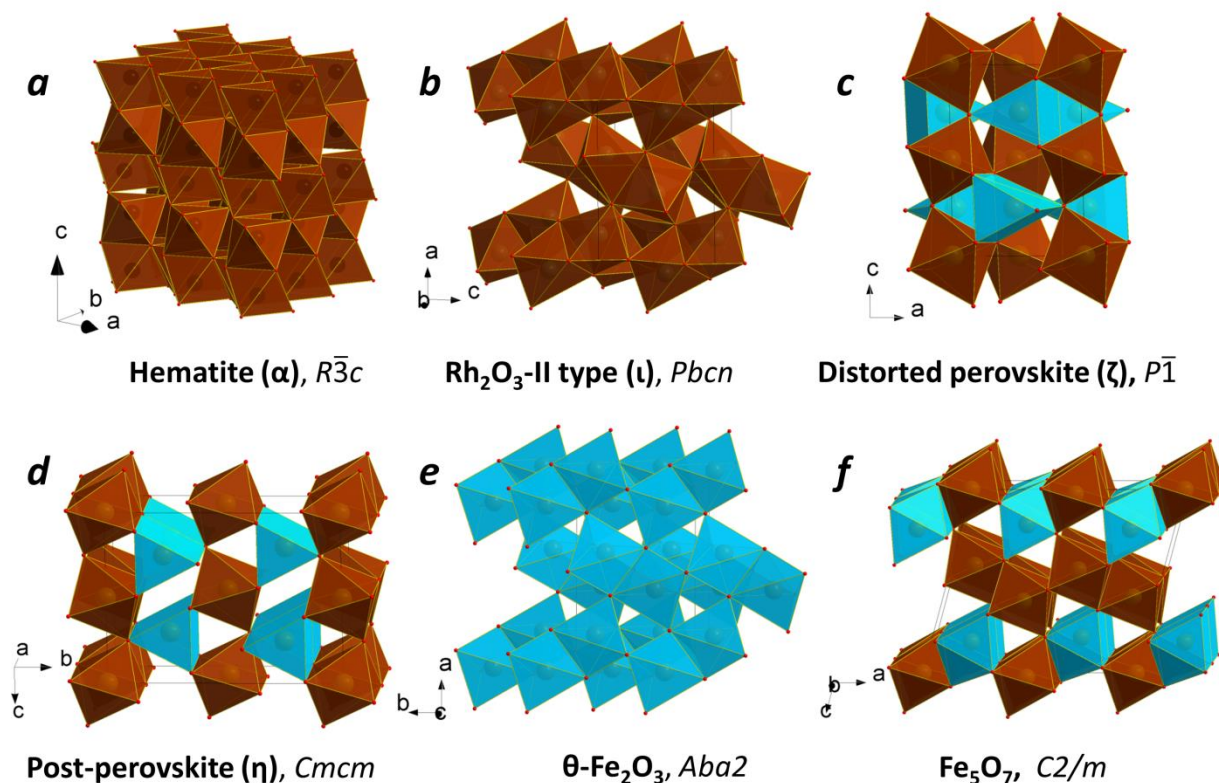 a
b
c
c
b
a
a
b
c
c
a
Hematite (α), R3̅c
Rh₂O₃-II type (ι), Pbcn
Distorted perovskite (ζ), P1̅
d
e
f
a
b
c
a
b
c
b
a
c
Post-perovskite (η), Cmcm
θ-Fe₂O₃, Aba2
Fe₅O₇, C2/m